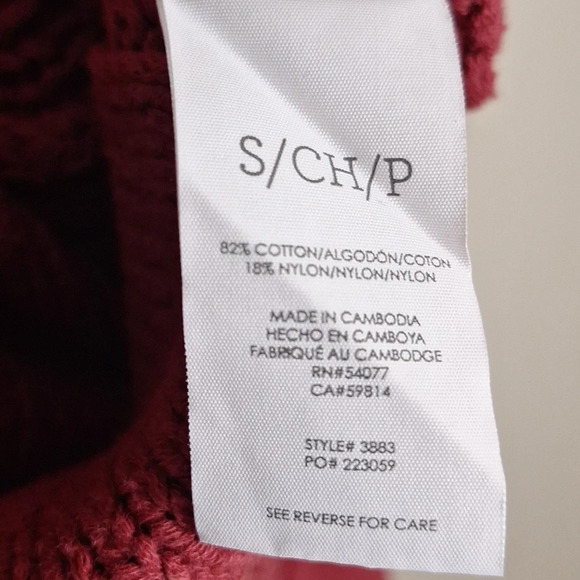 S/CH/P
82% COTTON/ALGODÓN/COTON
18% NYLON/NYLON/NYLON
MADE IN CAMBODIA
HECHO EN CAMBOYA
FABRIQUÉ AU CAMBODGE
RN#54077
CA#59814
STYLE# 3883
PO# 223059
SEE REVERSE FOR CARE